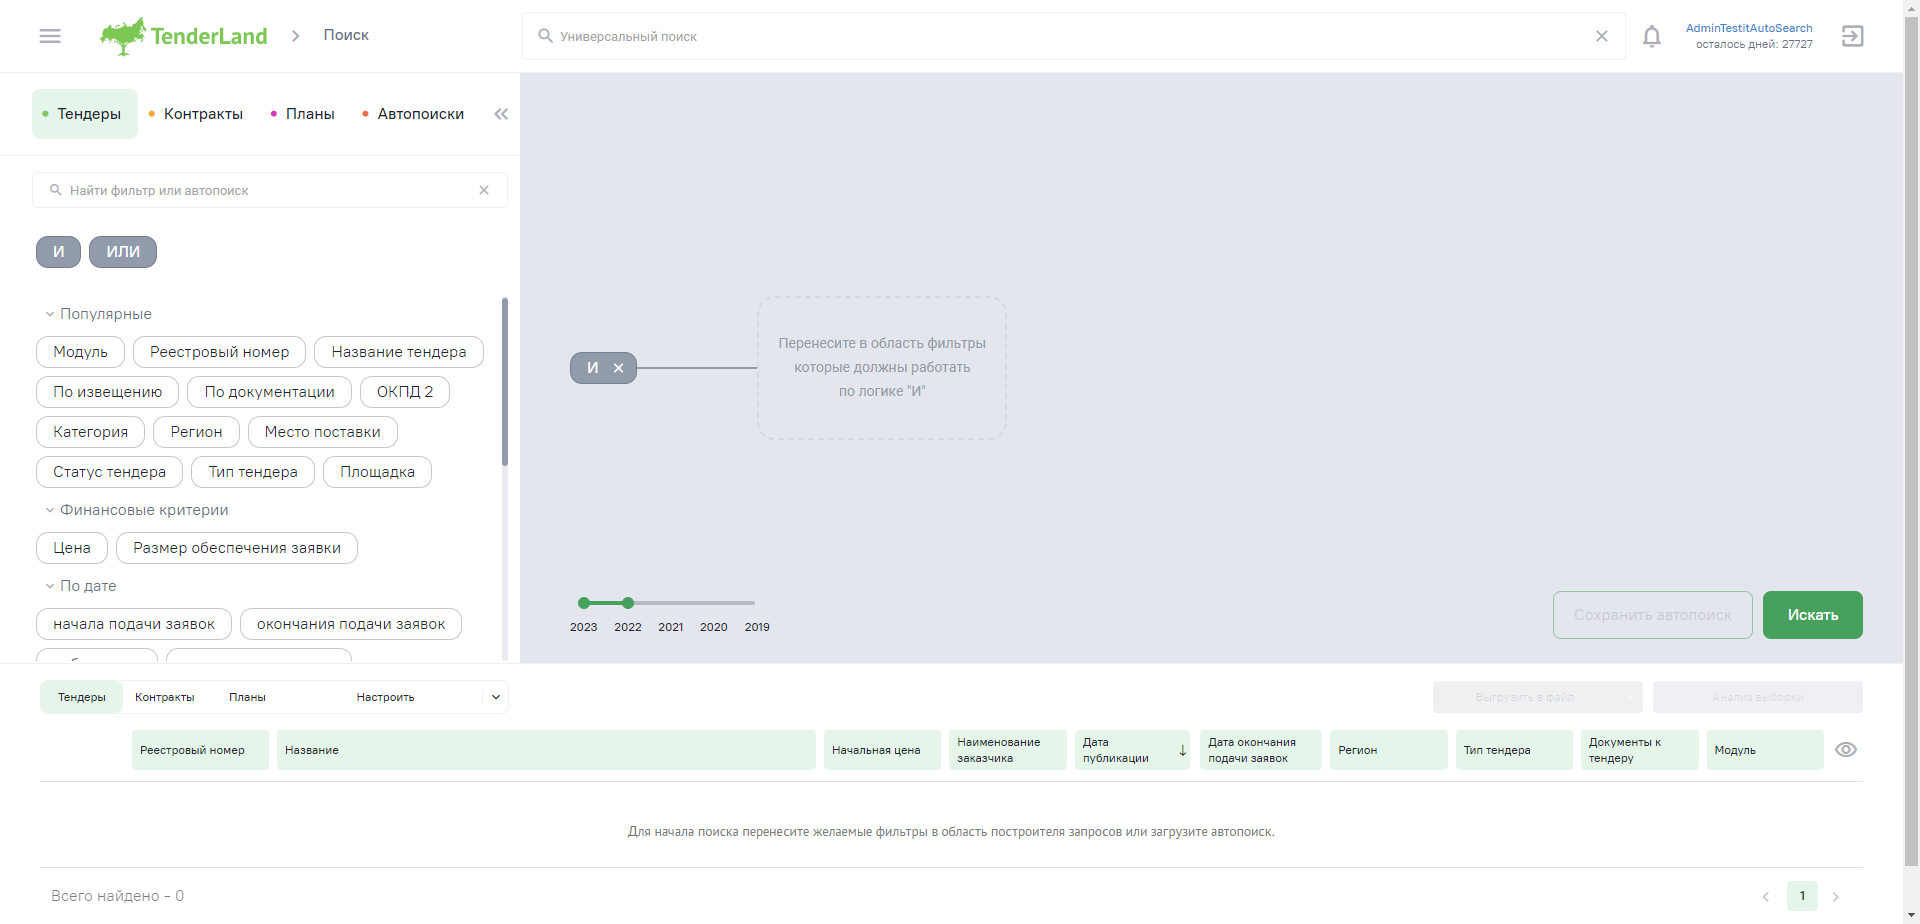 TenderLand
Поиск
Универсальный поиск
AdminTestitAutoSearch
осталось дней: 27727
Тендеры
Контракты
Планы
Автопоиски
Найти фильтр или автопоиск
И
ИЛИ
Популярные
Модуль
Реестровый номер
Название тендера
По извещению
По документации
ОКПД 2
Категория
Регион
Место поставки
Статус тендера
Тип тендера
Площадка
Финансовые критерии
Цена
Размер обеспечения заявки
По дате
начала подачи заявок
окончания подачи заявок
И
Перенесите в область фильтры
которые должны работать
по логике "И"
2023
2022
2021
2020
2019
Сохранить автопоиск
Искать
Тендеры
Контракты
Планы
Настроить
Выгрузить в файл
Анализ выборки
Реестровый номер
Название
Начальная цена
Наименование
заказчика
Дата
публикации
Дата окончания
подачи заявок
Регион
Тип тендера
Документы к
тендеру
Модуль
Для начала поиска перенесите желаемые фильтры в область построителя запросов или загрузите автопоиск.
Всего найдено - 0
1